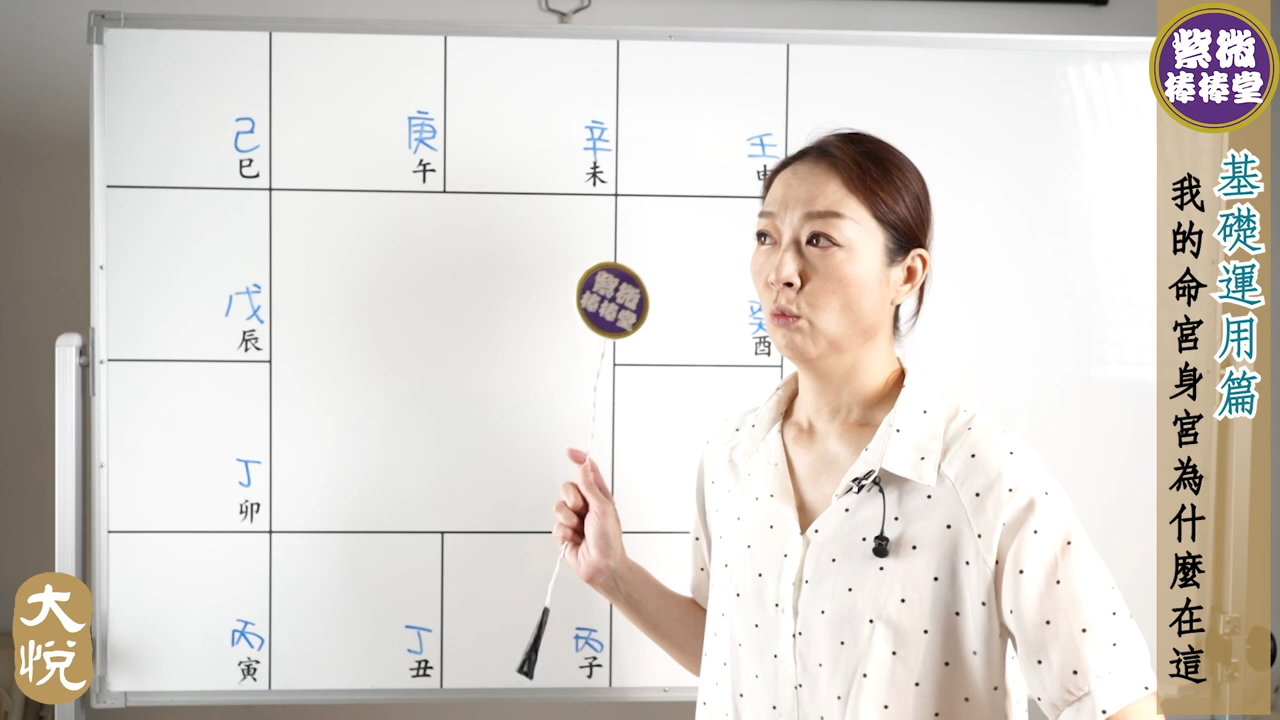 紫微
棒棒堂
基礎運用篇
我的命宮身宮為什麼在這
己
巳
庚
午
辛
未
壬
戊
辰
酉
丁
卯
丙
寅
丁
丑
丙
子
紫微
棒棒堂
大悅